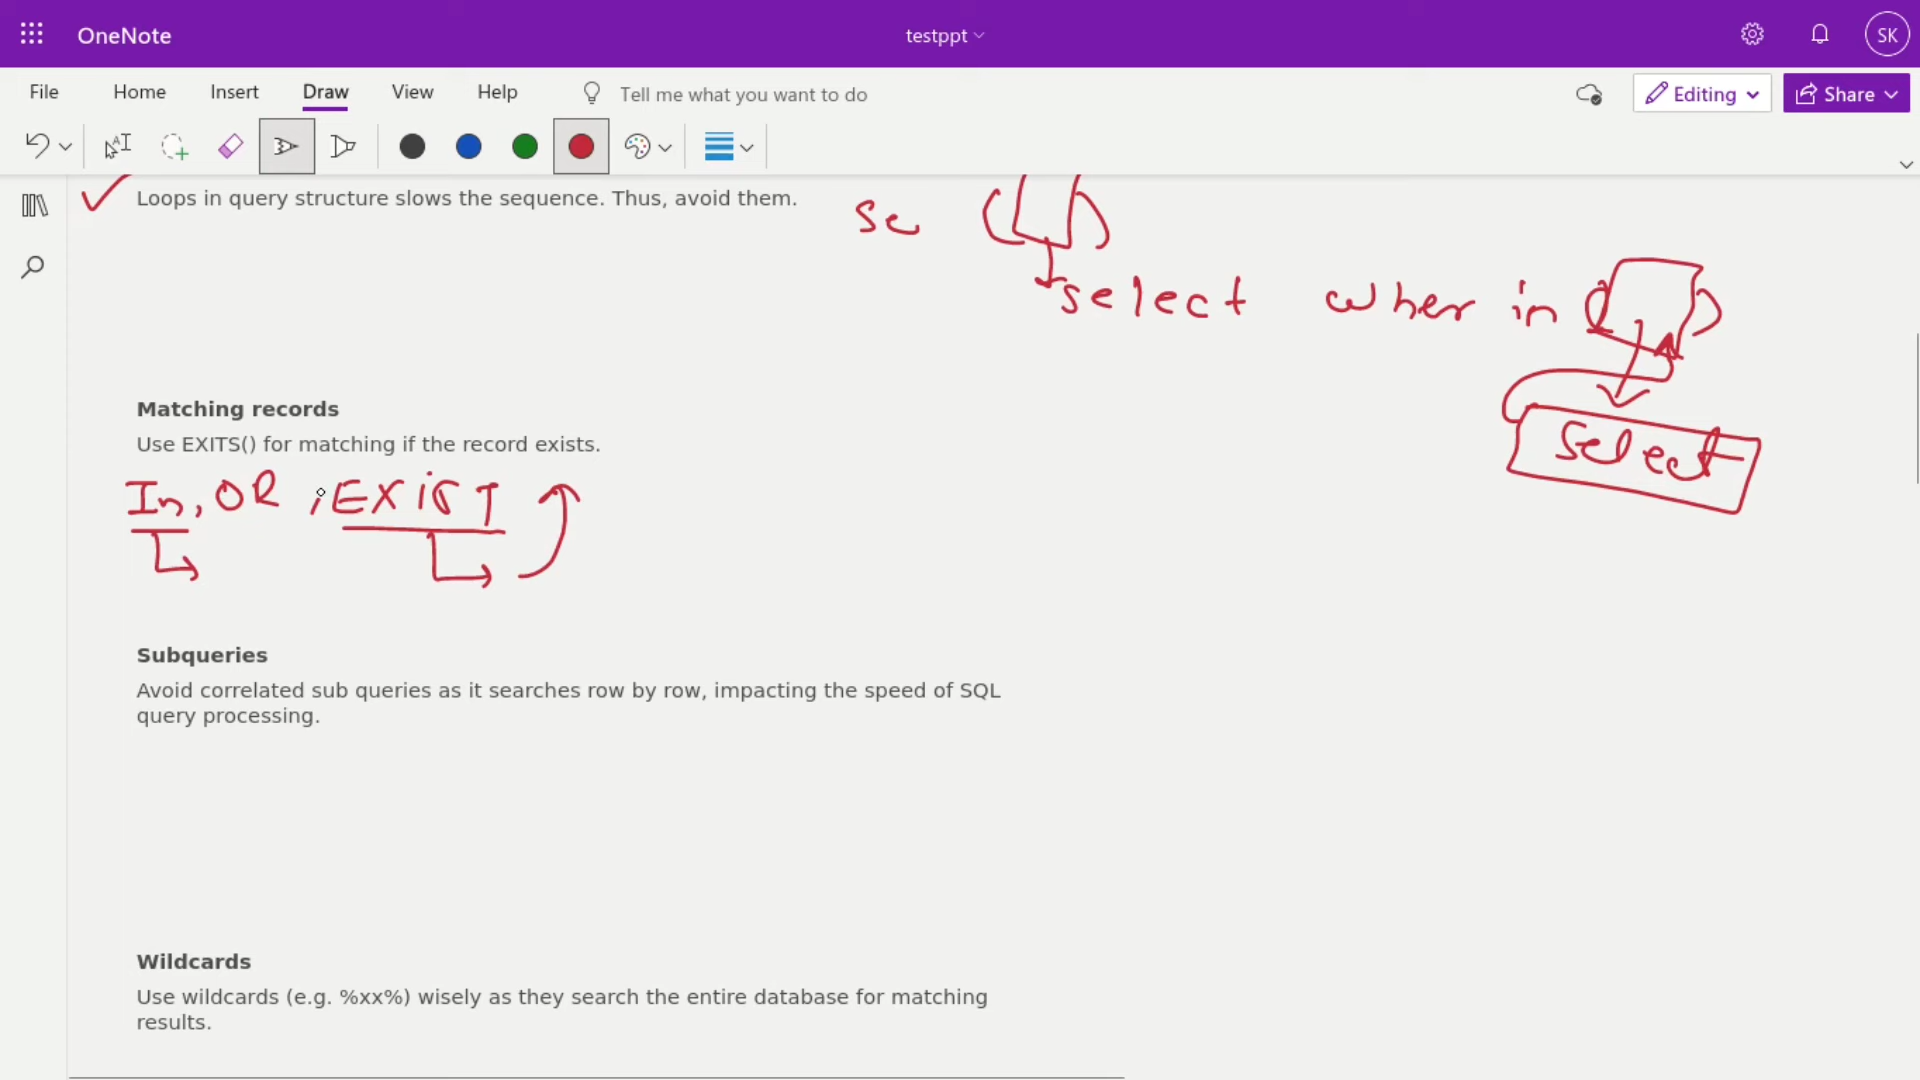 OneNote
testppt
SK
File Home Insert Draw View Help Tell me what you want to do Editing Share
Loops in query structure slows the sequence. Thus, avoid them.
Se
select wher in
select
Matching records
Use EXITS() for matching if the record exists.
In, OR , EXIST
Subqueries
Avoid correlated sub queries as it searches row by row, impacting the speed of SQL
query processing.
Wildcards
Use wildcards (e.g. %xx%) wisely as they search the entire database for matching
results.